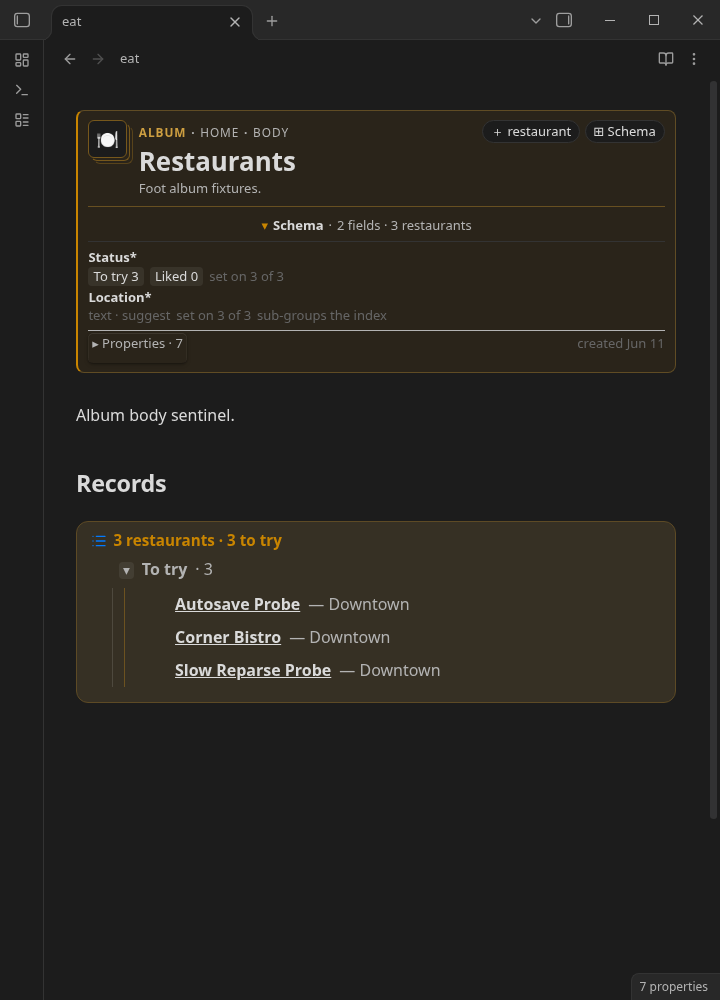 eat
eat
ALBUM · HOME · BODY
+ restaurant
Schema
Restaurants
Foot album fixtures.
▾ Schema · 2 fields · 3 restaurants
Status*
To try 3 Liked 0 set on 3 of 3
Location*
text · suggest set on 3 of 3 sub-groups the index
▸ Properties · 7
created Jun 11
Album body sentinel.
Records
3 restaurants · 3 to try
▾ To try · 3
Autosave Probe — Downtown
Corner Bistro — Downtown
Slow Reparse Probe — Downtown
7 properties